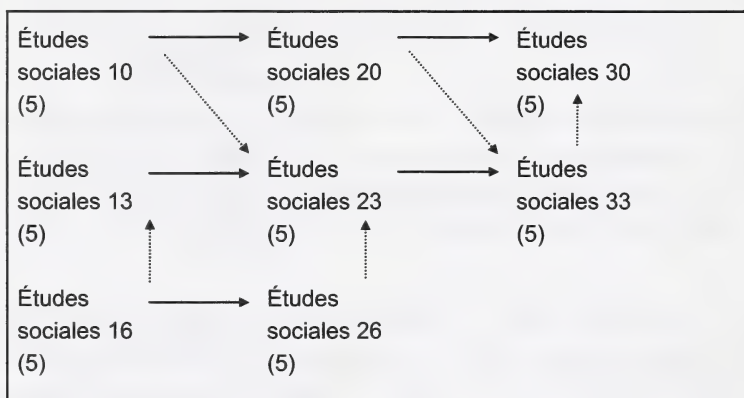 Études
sociales 10
(5)
Études
sociales 20
(5)
Études
sociales 30
(5)
Études
sociales 13
(5)
Études
sociales 23
(5)
Études
sociales 33
(5)
Études
sociales 16
(5)
Études
sociales 26
(5)